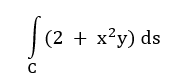 ∫ (2 + x²y) ds
C